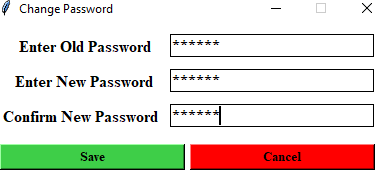 Change Password
Enter Old Password ******
Enter New Password ******
Confirm New Password ******
Save Cancel